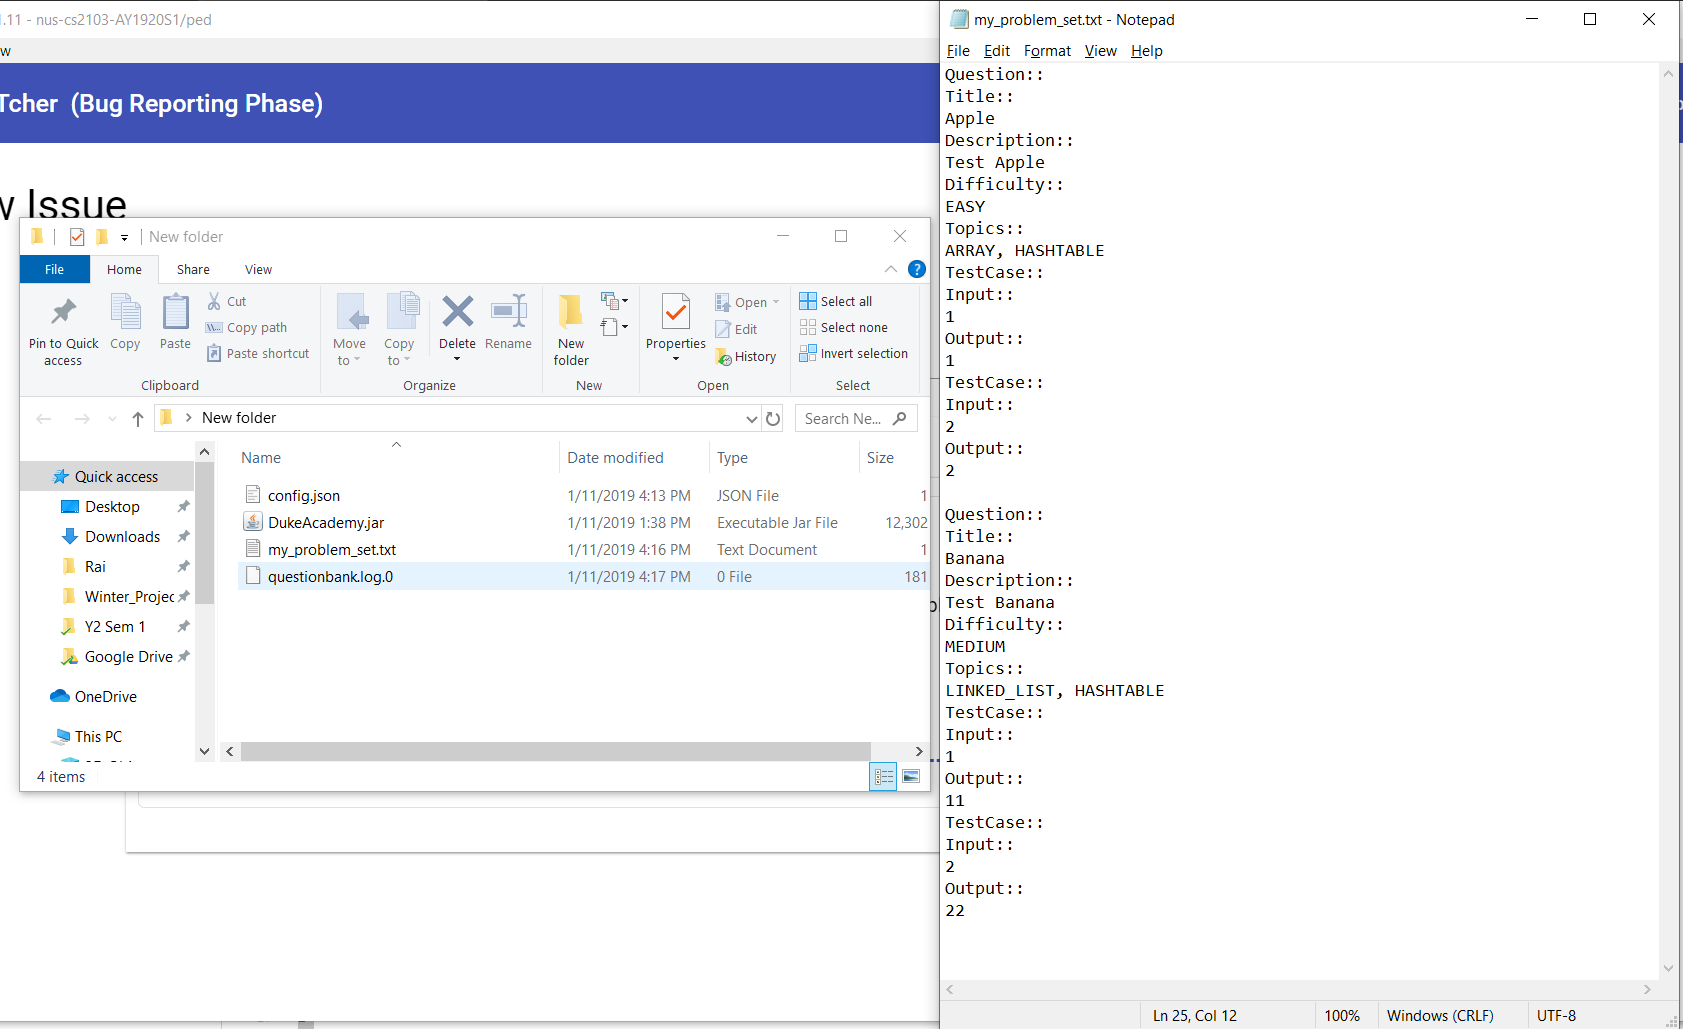 .11 - nus-cs2103-AY1920S1/ped
w
Tcher (Bug Reporting Phase)
w Issue
New folder
File Home Share View
Pin to Quick access
Copy
Paste
Cut
Copy path
Paste shortcut
Clipboard
Move to
Copy to
Delete
Rename
Organize
New folder
New
Properties
Open
Edit
History
Open
Select all
Select none
Invert selection
Select
New folder
Search Ne...
Name Date modified Type Size
config.json 1/11/2019 4:13 PM JSON File 1
DukeAcademy.jar 1/11/2019 1:38 PM Executable Jar File 12,302
my_problem_set.txt 1/11/2019 4:16 PM Text Document 1
questionbank.log.0 1/11/2019 4:17 PM 0 File 181
Quick access
Desktop
Downloads
Rai
Winter_Projec
Y2 Sem 1
Google Drive
OneDrive
This PC
4 items
my_problem_set.txt - Notepad
File Edit Format View Help
Question::
Title::
Apple
Description::
Test Apple
Difficulty::
EASY
Topics::
ARRAY, HASHTABLE
TestCase::
Input::
1
Output::
1
TestCase::
Input::
2
Output::
2
Question::
Title::
Banana
Description::
Test Banana
Difficulty::
MEDIUM
Topics::
LINKED_LIST, HASHTABLE
TestCase::
Input::
1
Output::
11
TestCase::
Input::
2
Output::
22
Ln 25, Col 12 100% Windows (CRLF) UTF-8